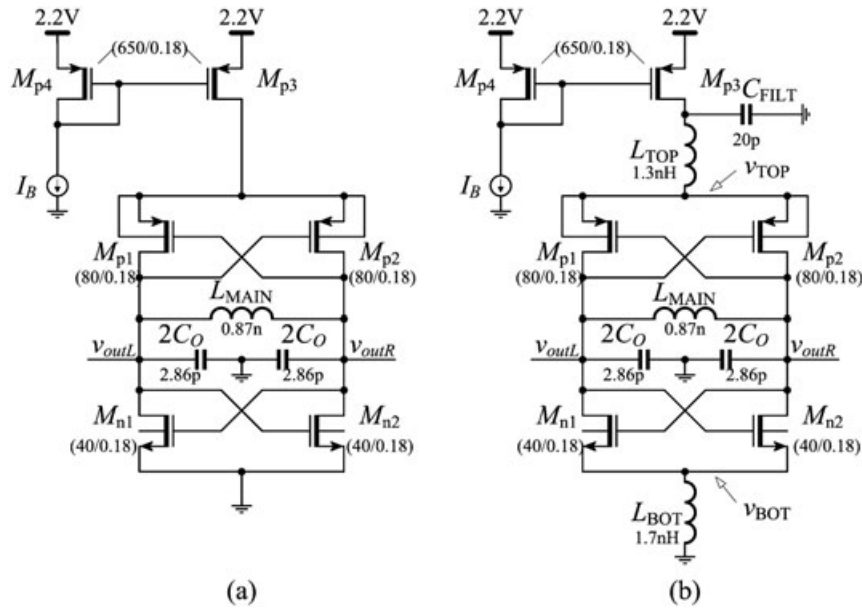 2.2V 2.2V
(650/0.18)
Mp4 Mp3
IB
Mp1 Mp2
(80/0.18) (80/0.18)
LMAIN
0.87n
2CO 2CO
voutL voutR
2.86p 2.86p
Mn1 Mn2
(40/0.18) (40/0.18)
(a)
2.2V 2.2V
(650/0.18)
Mp4 Mp3
CFILT
20p
LTOP
1.3nH
vTOP
IB
Mp1 Mp2
(80/0.18) (80/0.18)
LMAIN
0.87n
2CO 2CO
voutL voutR
2.86p 2.86p
Mn1 Mn2
(40/0.18) (40/0.18)
LBOT
1.7nH
vBOT
(b)